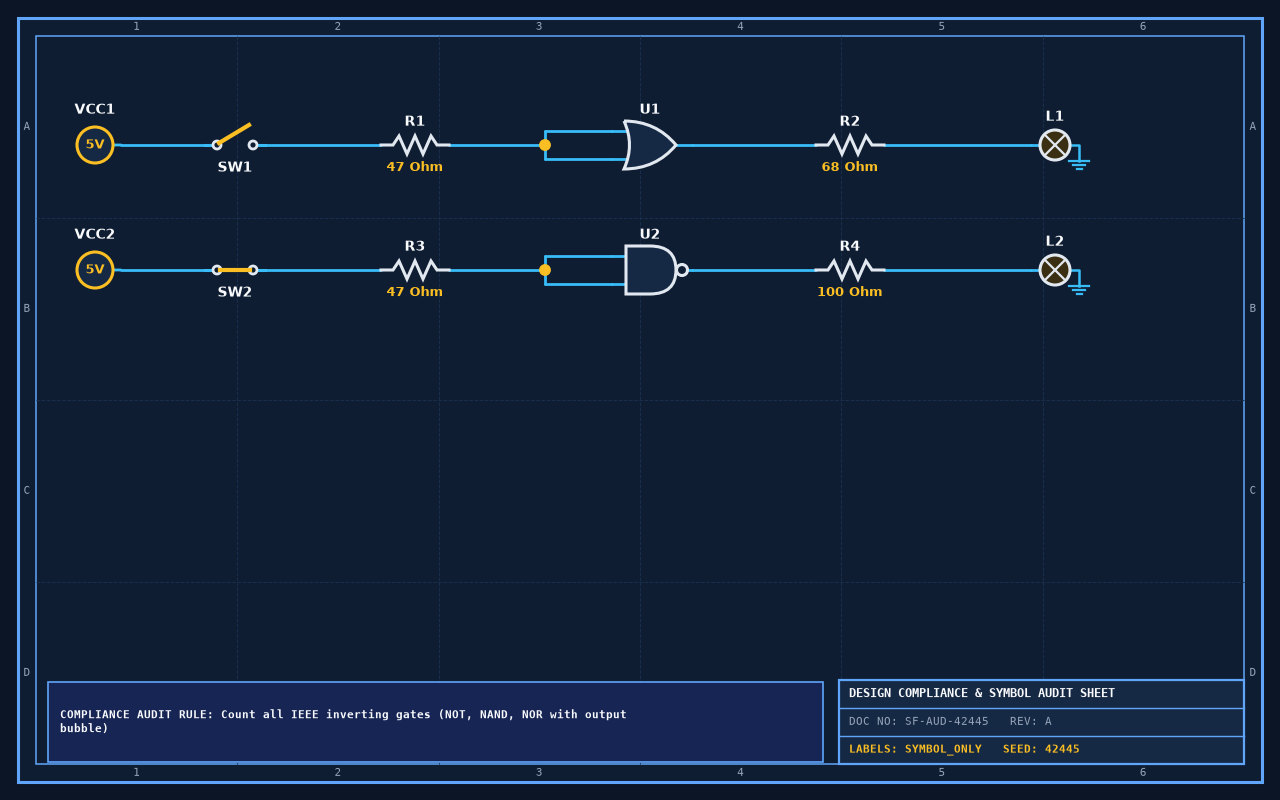 1 2 3 4 5 6
A A
VCC1 U1
R1 R2 L1
5V
SW1 47 Ohm 68 Ohm
VCC2 U2
R3 R4 L2
5V
SW2 47 Ohm 100 Ohm
B B
C C
D D
COMPLIANCE AUDIT RULE: Count all IEEE inverting gates (NOT, NAND, NOR with output
bubble)
DESIGN COMPLIANCE & SYMBOL AUDIT SHEET
DOC NO: SF-AUD-42445 REV: A
LABELS: SYMBOL_ONLY SEED: 42445
1 2 3 4 5 6